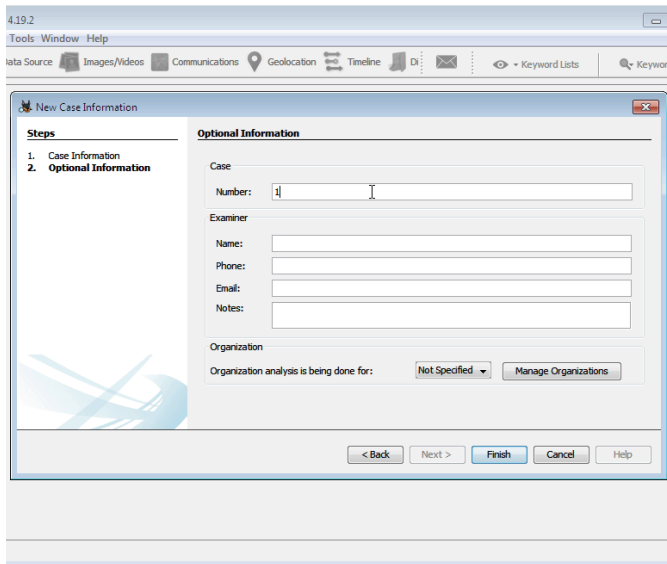 4.19.2
Tools Window Help
Data Source Images/Videos Communications Geolocation Timeline Di Keyword Lists Keywor
New Case Information
Steps
1. Case Information
2. Optional Information
Optional Information
Case
Number: 1
Examiner
Name:
Phone:
Email:
Notes:
Organization
Organization analysis is being done for: Not Specified Manage Organizations
< Back Next > Finish Cancel Help